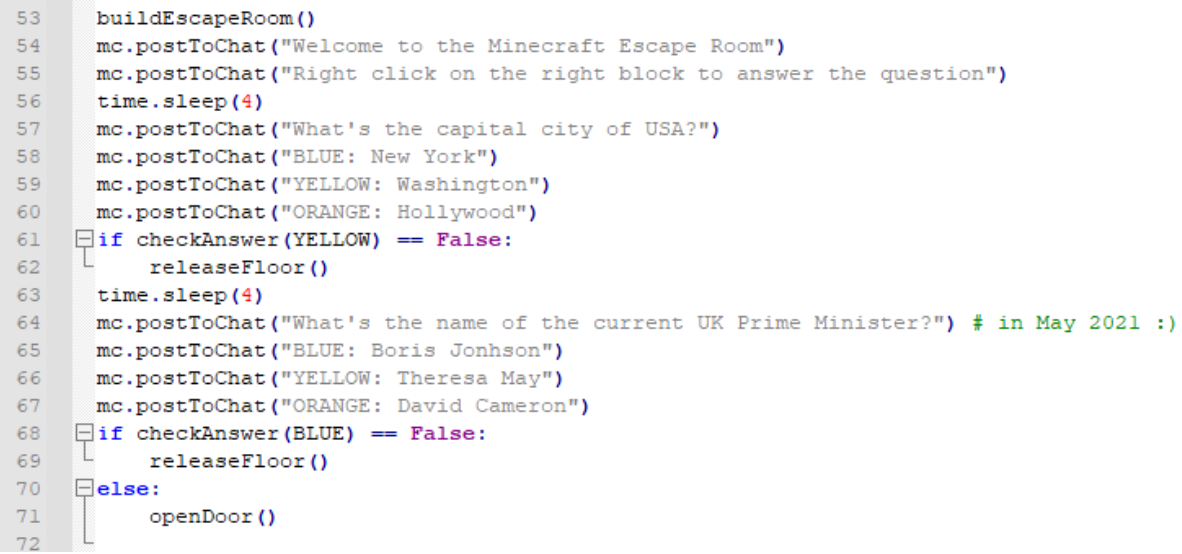 53 buildEscapeRoom()
54 mc.postToChat("Welcome to the Minecraft Escape Room")
55 mc.postToChat("Right click on the right block to answer the question")
56 time.sleep(4)
57 mc.postToChat("What's the capital city of USA?")
58 mc.postToChat("BLUE: New York")
59 mc.postToChat("YELLOW: Washington")
60 mc.postToChat("ORANGE: Hollywood")
61 if checkAnswer(YELLOW) == False:
62     releaseFloor()
63 time.sleep(4)
64 mc.postToChat("What's the name of the current UK Prime Minister?") # in May 2021 :)
65 mc.postToChat("BLUE: Boris Jonhson")
66 mc.postToChat("YELLOW: Theresa May")
67 mc.postToChat("ORANGE: David Cameron")
68 if checkAnswer(BLUE) == False:
69     releaseFloor()
70 else:
71     openDoor()
72